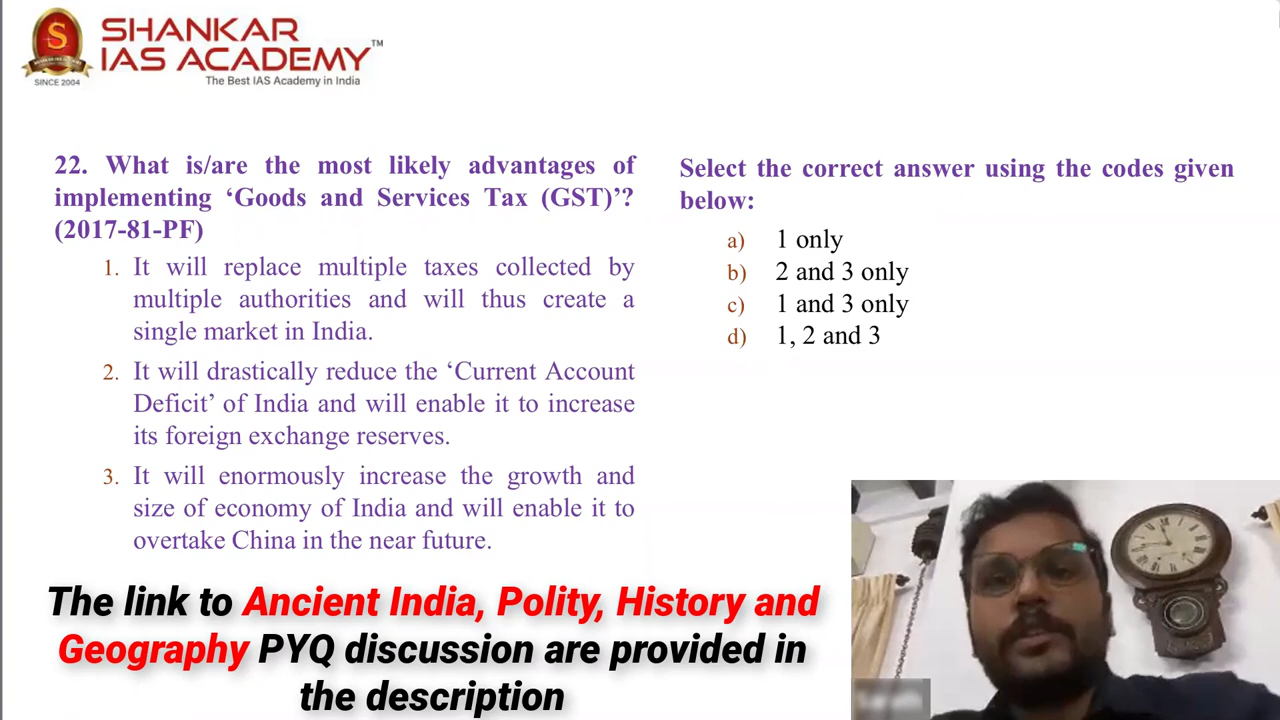 SHANKAR
IAS ACADEMY™
The Best IAS Academy in India
S
SINCE 2004
22. What is/are the most likely advantages of
implementing ‘Goods and Services Tax (GST)’?
(2017-81-PF)
1. It will replace multiple taxes collected by
multiple authorities and will thus create a
single market in India.
2. It will drastically reduce the ‘Current Account
Deficit’ of India and will enable it to increase
its foreign exchange reserves.
3. It will enormously increase the growth and
size of economy of India and will enable it to
overtake China in the near future.
Select the correct answer using the codes given
below:
a) 1 only
b) 2 and 3 only
c) 1 and 3 only
d) 1, 2 and 3
The link to Ancient India, Polity, History and
Geography PYQ discussion are provided in
the description